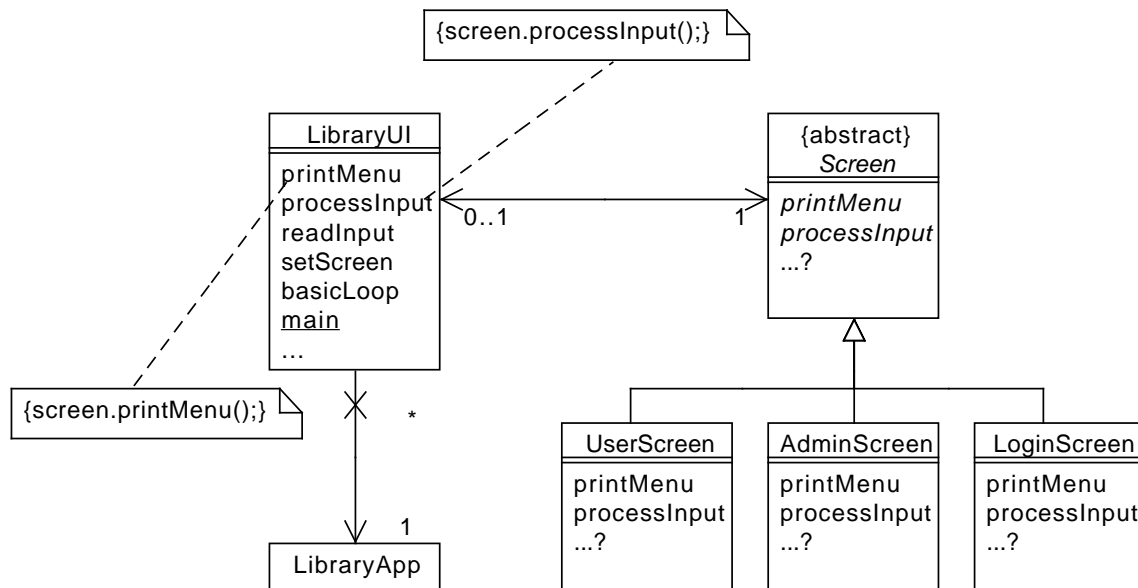 {screen.processInput();}
LibraryUI
printMenu
processInput
readInput
setScreen
basicLoop
main
...
0..1
1
{abstract}
Screen
printMenu
processInput
...?
{screen.printMenu();}
*
1
LibraryApp
UserScreen
printMenu
processInput
...?
AdminScreen
printMenu
processInput
...?
LoginScreen
printMenu
processInput
...?